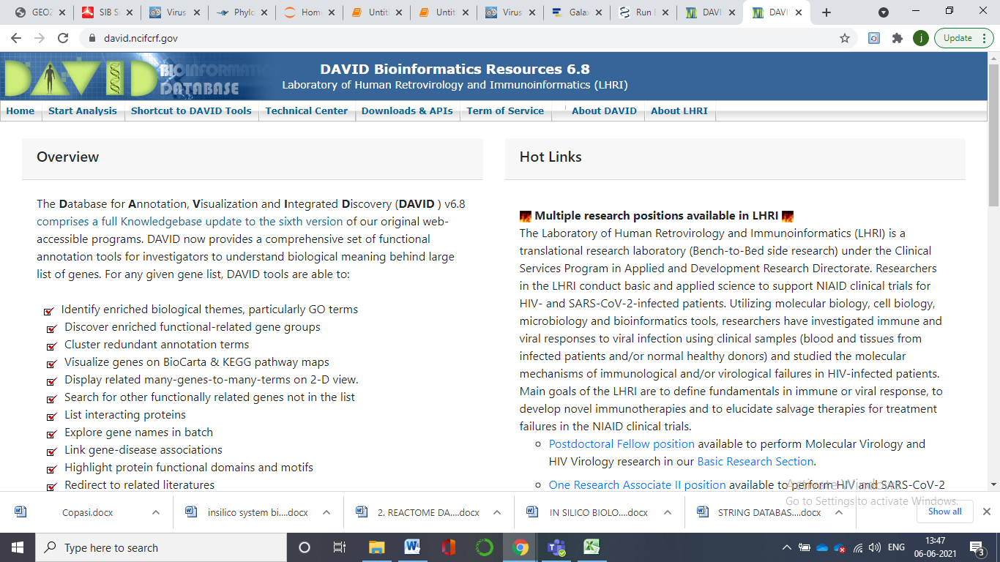 GEO2
SIB S
Virus
Phylo
Hom
Untitl
Untit
Virus
Galax
Run
DAVI
DAV
david.ncifcrf.gov
j
Update
DAVID
BIOINFORMATIC
DATABASE
DAVID Bioinformatics Resources 6.8
Laboratory of Human Retrovirology and Immunoinformatics (LHRI)
Home Start Analysis Shortcut to DAVID Tools Technical Center Downloads & APIs Term of Service About DAVID About LHRI
Overview
The Database for Annotation, Visualization and Integrated Discovery (DAVID ) v6.8
comprises a full Knowledgebase update to the sixth version of our original web-
accessible programs. DAVID now provides a comprehensive set of functional
annotation tools for investigators to understand biological meaning behind large
list of genes. For any given gene list, DAVID tools are able to:
Identify enriched biological themes, particularly GO terms
Discover enriched functional-related gene groups
Cluster redundant annotation terms
Visualize genes on BioCarta & KEGG pathway maps
Display related many-genes-to-many-terms on 2-D view.
Search for other functionally related genes not in the list
List interacting proteins
Explore gene names in batch
Link gene-disease associations
Highlight protein functional domains and motifs
Redirect to related literatures
Hot Links
Multiple research positions available in LHRI
The Laboratory of Human Retrovirology and Immunoinformatics (LHRI) is a
translational research laboratory (Bench-to-Bed side research) under the Clinical
Services Program in Applied and Development Research Directorate. Researchers
in the LHRI conduct basic and applied science to support NIAID clinical trials for
HIV- and SARS-CoV-2-infected patients. Utilizing molecular biology, cell biology,
microbiology and bioinformatics tools, researchers have investigated immune and
viral responses to viral infection using clinical samples (blood and tissues from
infected patients and/or normal healthy donors) and studied the molecular
mechanisms of immunological and/or virological failures in HIV-infected patients.
Main goals of the LHRI are to define fundamentals in immune or viral response, to
develop novel immunotherapies and to elucidate salvage therapies for treatment
failures in the NIAID clinical trials.
Postdoctoral Fellow position available to perform Molecular Virology and
HIV Virology research in our Basic Research Section.
One Research Associate II position available to perform HIV and SARS-CoV-2
Activate Windows
Go to Settings to activate Windows.
Copasi.docx
insilico system bi....docx
2. REACTOME DA....docx
IN SILICO BIOLO....docx
STRING DATABAS....docx
Show all
Type here to search
ENG
13:47
06-06-2021
3